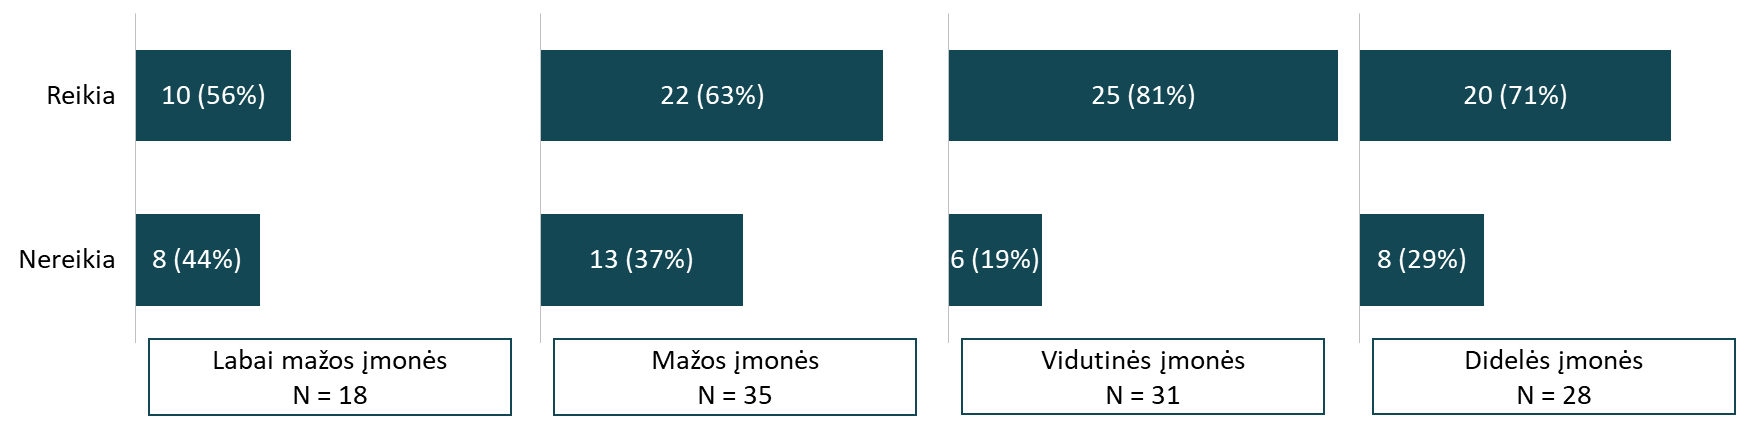 Reikia
10 (56%)
22 (63%)
25 (81%)
20 (71%)
Nereikia
8 (44%)
13 (37%)
6 (19%)
8 (29%)
Labai mažos įmonės
N = 18
Mažos įmonės
N = 35
Vidutinės įmonės
N = 31
Didelės įmonės
N = 28